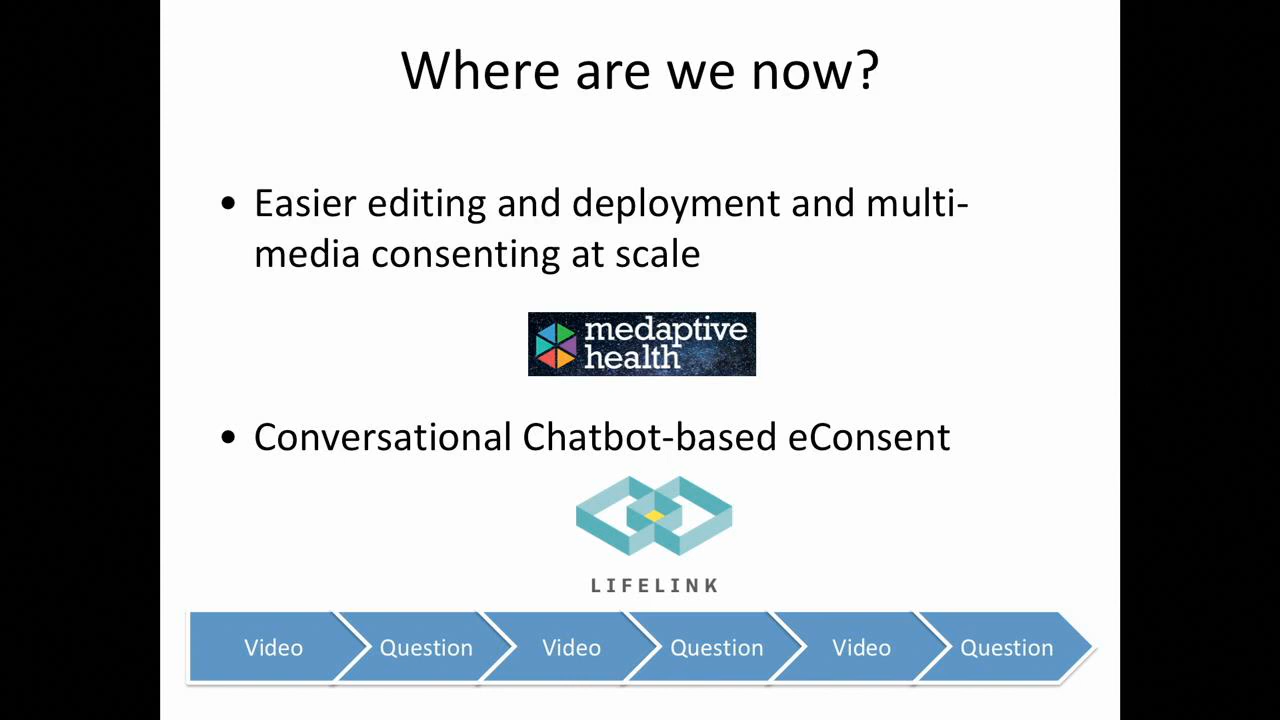 Where are we now?
• Easier editing and deployment and multi-
media consenting at scale
medaptive
health
• Conversational Chatbot-based eConsent
LIFELINK
Video Question Video Question Video Question